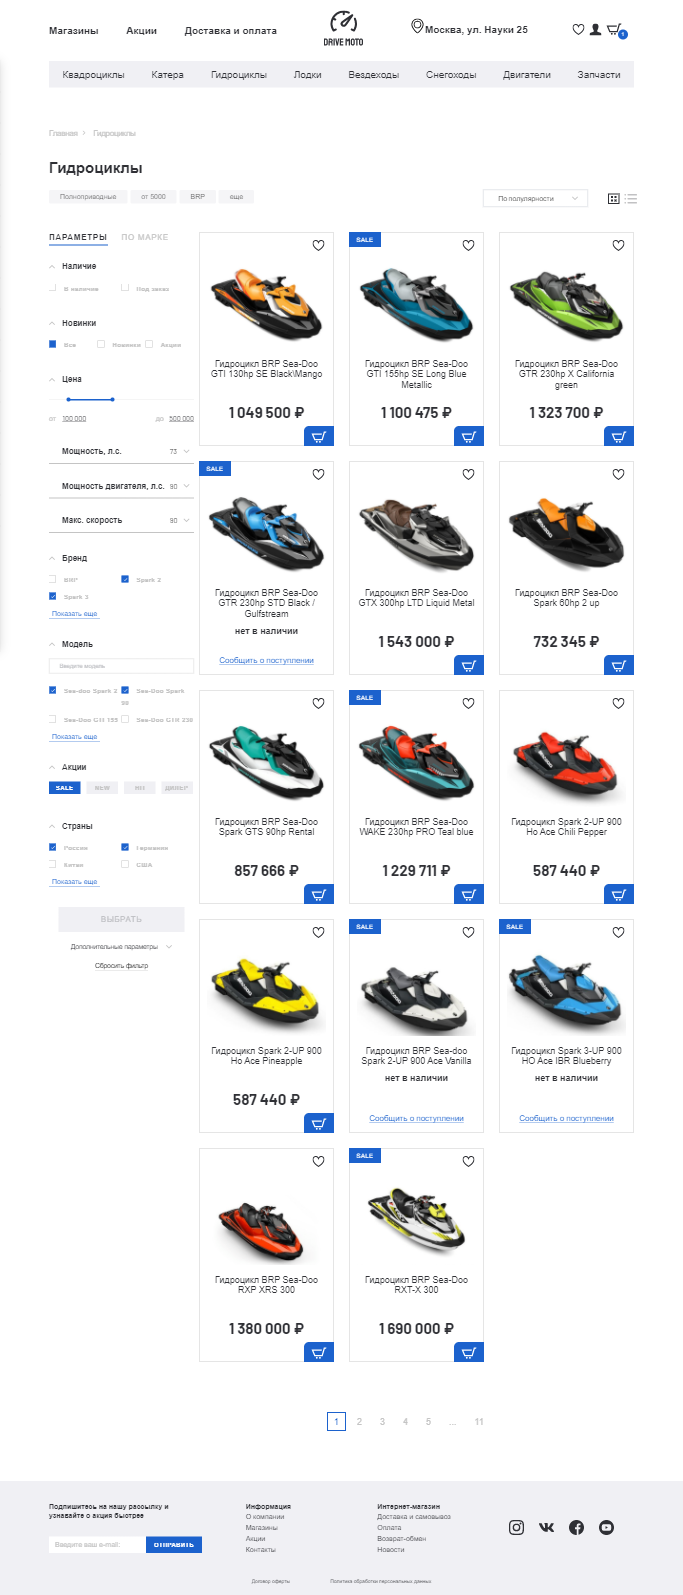 Магазины
Акции
Доставка и оплата
DRIVE MOTO
Москва, ул. Науки 25
1
Квадроциклы
Катера
Гидроциклы
Лодки
Вездеходы
Снегоходы
Двигатели
Запчасти
Главная
Гидроциклы
Гидроциклы
Полноприводные
от 5000
BRP
еще
По полулярности
ПАРАМЕТРЫ
ПО МАРКЕ
Наличие
В наличие
Под заказ
Новинки
Все
Новинки
Акции
Цена
от 100 000
до 500 000
Мощность, л.с.
73
Мощность двигателя, л.с.
90
Макс. скорость
90
Бренд
BRP
Spark 2
Spark 3
Показать еще
Модель
Введите модель
Sea-doo Spark 2
Sea-Doo Spark
90
Sea-Doo GTI 155
Sea-Doo GTR 230
Показать еще
Акции
SALE
NEW
HIT
ДИЛЕР
Страны
Россия
Германия
Китай
США
Показать еще
ВЫБРАТЬ
Дополнительные параметры
Сбросить фильтр
Гидроцикл BRP Sea-Doo
GTI 130hp SE Black\Mango
1 049 500 ₽
SALE
Гидроцикл BRP Sea-Doo
GTI 155hp SE Long Blue
Metallic
1 100 475 ₽
Гидроцикл BRP Sea-Doo
GTR 230hp X California
green
1 323 700 ₽
SALE
Гидроцикл BRP Sea-Doo
GTR 230hp STD Black /
Gulfstream
нет в наличии
Сообщить о поступлении
Гидроцикл BRP Sea-Doo
GTX 300hp LTD Liquid Metal
1 543 000 ₽
Гидроцикл BRP Sea-Doo
Spark 60hp 2 up
732 345 ₽
Гидроцикл BRP Sea-Doo
Spark GTS 90hp Rental
857 666 ₽
SALE
Гидроцикл BRP Sea-Doo
WAKE 230hp PRO Teal blue
1 229 711 ₽
Гидроцикл Spark 2-UP 900
Ho Ace Chili Pepper
587 440 ₽
Гидроцикл Spark 2-UP 900
Ho Ace Pineapple
587 440 ₽
SALE
Гидроцикл BRP Sea-doo
Spark 2-UP 900 Ace Vanilla
нет в наличии
Сообщить о поступлении
SALE
Гидроцикл Spark 3-UP 900
HO Ace IBR Blueberry
нет в наличии
Сообщить о поступлении
Гидроцикл BRP Sea-Doo
RXP XRS 300
1 380 000 ₽
SALE
Гидроцикл BRP Sea-Doo
RXT-X 300
1 690 000 ₽
1 2 3 4 5 ... 11
Подпишитесь на нашу рассылку и
узнавайте о акция быстрее
Введите ваш e-mail:
ОТПРАВИТЬ
Информация
О компании
Магазины
Акции
Контакты
Интернет-магазин
Доставка и самовывоз
Оплата
Возврат-обмен
Новости
Договор оферты
Политика обработки персональных данных